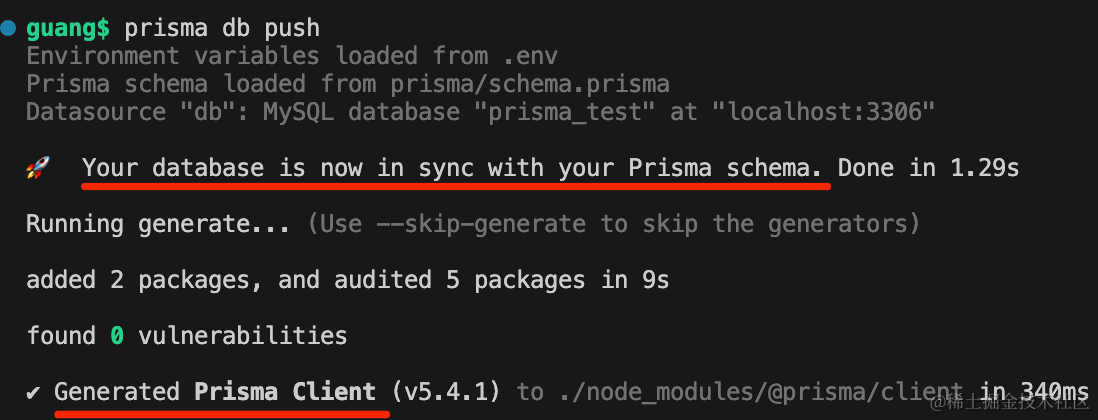 guang$ prisma db push
Environment variables loaded from .env
Prisma schema loaded from prisma/schema.prisma
Datasource "db": MySQL database "prisma_test" at "localhost:3306"
🚀 Your database is now in sync with your Prisma schema. Done in 1.29s
Running generate... (Use --skip-generate to skip the generators)
added 2 packages, and audited 5 packages in 9s
found 0 vulnerabilities
✔ Generated Prisma Client (v5.4.1) to ./node_modules/@prisma/client in 340ms
@稀土掘金技术社区